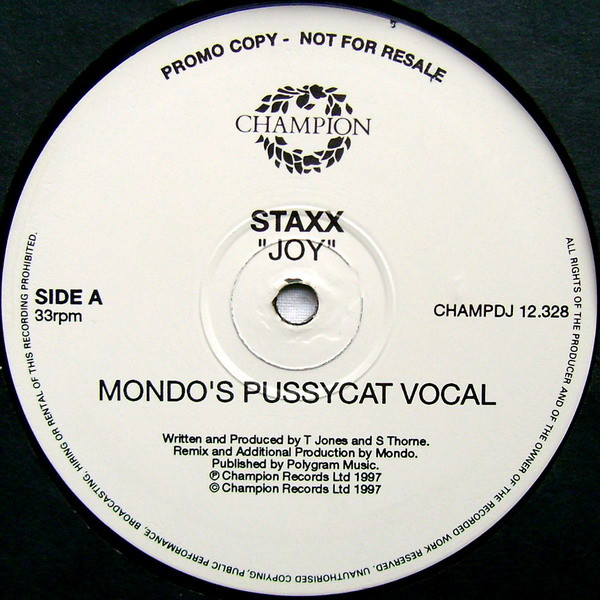 PROMO COPY - NOT FOR RESALE
CHAMPION
STAXX
"JOY"
SIDE A
33rpm
CHAMPDJ 12.328
MONDO'S PUSSYCAT VOCAL
Written and Produced by T Jones and S Thorne.
Remix and Additional Production by Mondo.
Published by Polygram Music.
℗ Champion Records Ltd 1997
© Champion Records Ltd 1997
ALL RIGHTS OF THE PRODUCER AND OF THE OWNER OF THE RECORDED WORK RESERVED. UNAUTHORISED COPYING, PUBLIC PERFORMANCE, BROADCASTING, HIRING OR RENTAL OF THIS RECORDING PROHIBITED.